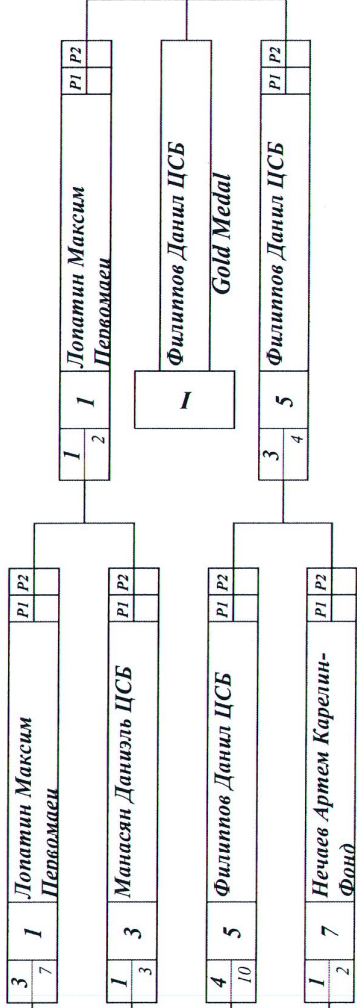 3
7
1
Лопатин Максим
Первомаец
P1 P2
1
3
3
Манасян Даниэль ЦСБ
P1 P2
4
10
5
Филиппов Данил ЦСБ
P1 P2
1
2
7
Нечаев Артем Карелин-
Фонд
P1 P2
1
2
1
Лопатин Максим
Первомаец
P1 P2
I
Филиппов Данил ЦСБ
Gold Medal
3
4
5
Филиппов Данил ЦСБ
P1 P2